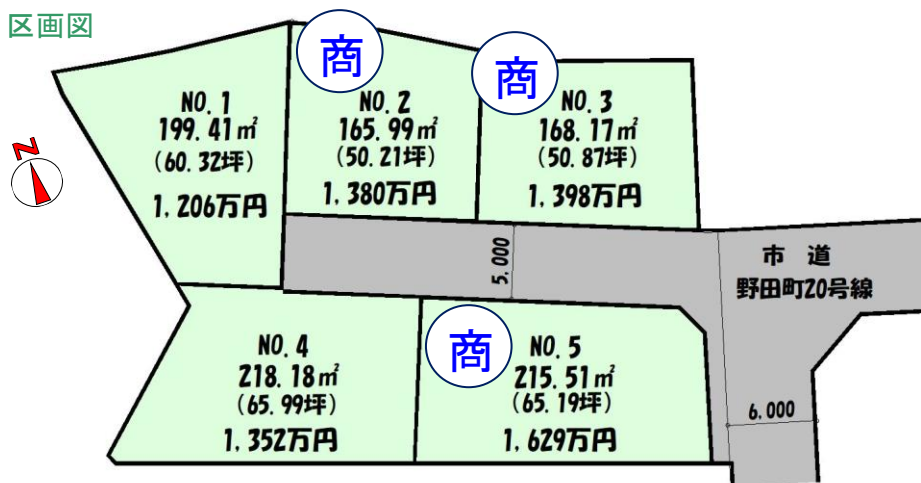 区画図
N
NO. 1
199. 41㎡
(60. 32坪)
1, 206万円
商
NO. 2
165. 99㎡
(50. 21坪)
1, 380万円
商
NO. 3
168. 17㎡
(50. 87坪)
1, 398万円
5.000
市 道
野田町20号線
NO. 4
218. 18㎡
(65. 99坪)
1, 352万円
商
NO. 5
215. 51㎡
(65. 19坪)
1, 629万円
6.000